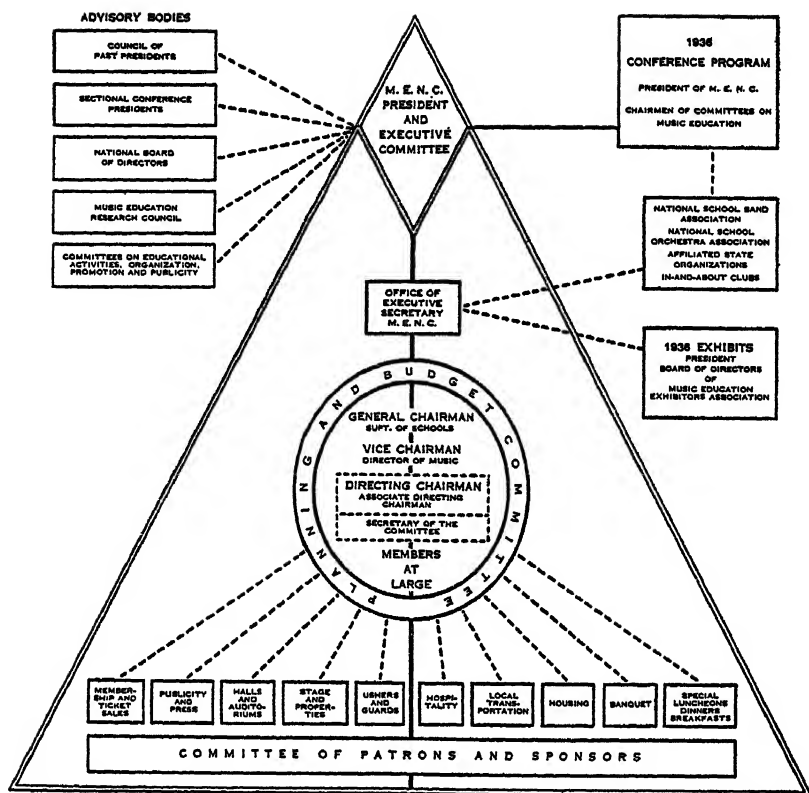 ADVISORY BODIES
COUNCIL OF
PAST PRESIDENTS
SECTIONAL CONFERENCE
PRESIDENTS
NATIONAL BOARD
OF DIRECTORS
MUSIC EDUCATION
RESEARCH COUNCIL
COMMITTEES ON EDUCATIONAL
ACTIVITIES, ORGANIZATION,
PROMOTION AND PUBLICITY
M. E. N. C.
PRESIDENT
AND
EXECUTIVE
COMMITTEE
1936
CONFERENCE PROGRAM
PRESIDENT OF M. E. N. C.
CHAIRMEN OF COMMITTEES ON
MUSIC EDUCATION
NATIONAL SCHOOL BAND
ASSOCIATION
NATIONAL SCHOOL
ORCHESTRA ASSOCIATION
AFFILIATED STATE
ORGANIZATIONS
IN-AND-ABOUT CLUBS
OFFICE OF
EXECUTIVE
SECRETARY
M. E. N. C.
1936 EXHIBITS
PRESIDENT
BOARD OF DIRECTORS
OF
MUSIC EDUCATION
EXHIBITORS ASSOCIATION
PLANNING AND BUDGET COMMITTEE
GENERAL CHAIRMAN
SUPT. OF SCHOOLS
VICE CHAIRMAN
DIRECTOR OF MUSIC
DIRECTING CHAIRMAN
ASSOCIATE DIRECTING
CHAIRMAN
SECRETARY OF THE
COMMITTEE
MEMBERS
AT
LARGE
MEMBER-
SHIP AND
TICKET
SALES
PUBLICITY
AND
PRESS
HALLS
AND
AUDITO-
RIUMS
STAGE
AND
PROPER-
TIES
USHERS
AND
GUARDS
HOSPI-
TALITY
LOCAL
TRANS-
PORTATION
HOUSING
BANQUET
SPECIAL
LUNCHEONS
DINNERS
BREAKFASTS
COMMITTEE OF PATRONS AND SPONSORS